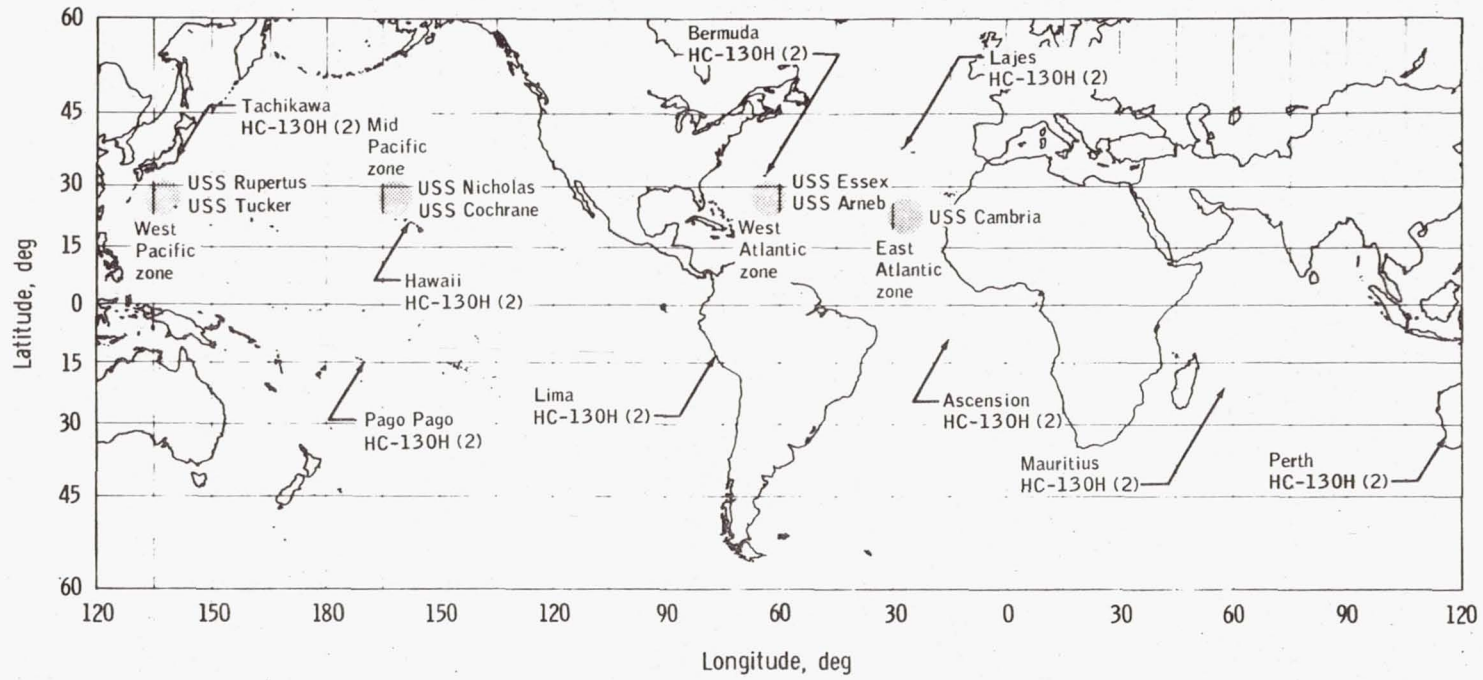 60
45
30
15
0
15
30
45
60
Latitude, deg
Bermuda
HC-130H (2)
Lajes
HC-130H (2)
Tachikawa
HC-130H (2)
Mid
Pacific
zone
USS Rupertus
USS Tucker
West
Pacific
zone
USS Nicholas
USS Cochrane
USS Essex
USS Arneb
West
Atlantic
zone
USS Cambria
East
Atlantic
zone
Hawaii
HC-130H (2)
Pago Pago
HC-130H (2)
Lima
HC-130H (2)
Ascension
HC-130H (2)
Mauritius
HC-130H (2)
Perth
HC-130H (2)
120
150
180
150
120
90
60
30
0
30
60
90
120
Longitude, deg